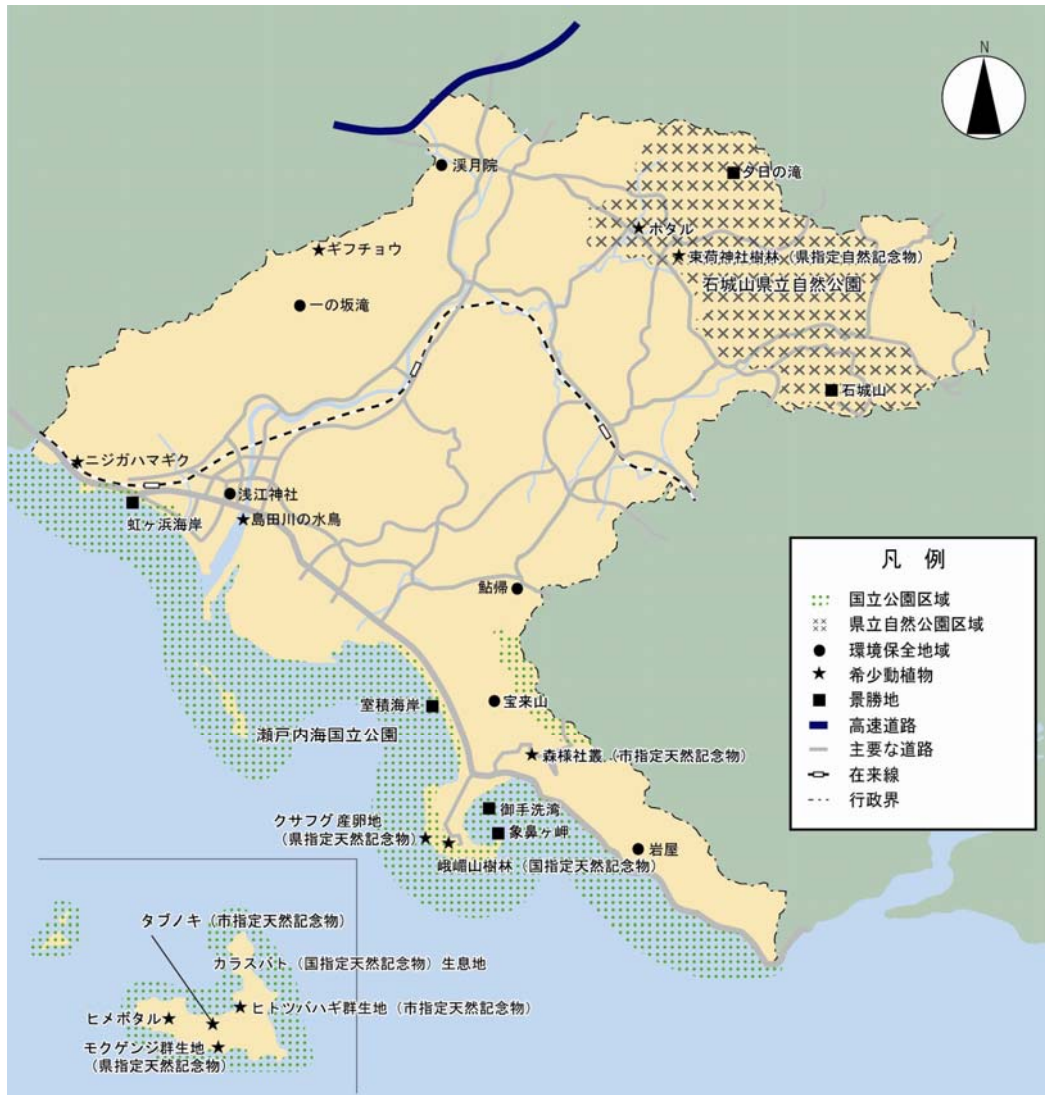 N
渓月院
夕日の滝
ホタル
ギフチョウ
束荷神社樹林（県指定自然記念物）
石城山県立自然公園
一の坂滝
石城山
ニジガハマギク
浅江神社
虹ヶ浜海岸
島田川の水鳥
鮎帰
室積海岸
宝来山
瀬戸内海国立公園
森様社叢（市指定天然記念物）
御手洗湾
クサフグ産卵地
（県指定天然記念物）
象鼻ヶ岬
峨嵋山樹林（国指定天然記念物）
岩屋
凡 例
国立公園区域
県立自然公園区域
環境保全地域
希少動植物
景勝地
高速道路
主要な道路
在来線
行政界
タブノキ（市指定天然記念物）
カラスバト（国指定天然記念物）生息地
ヒトツバハギ群生地（市指定天然記念物）
ヒメボタル
モクゲンジ群生地
（県指定天然記念物）